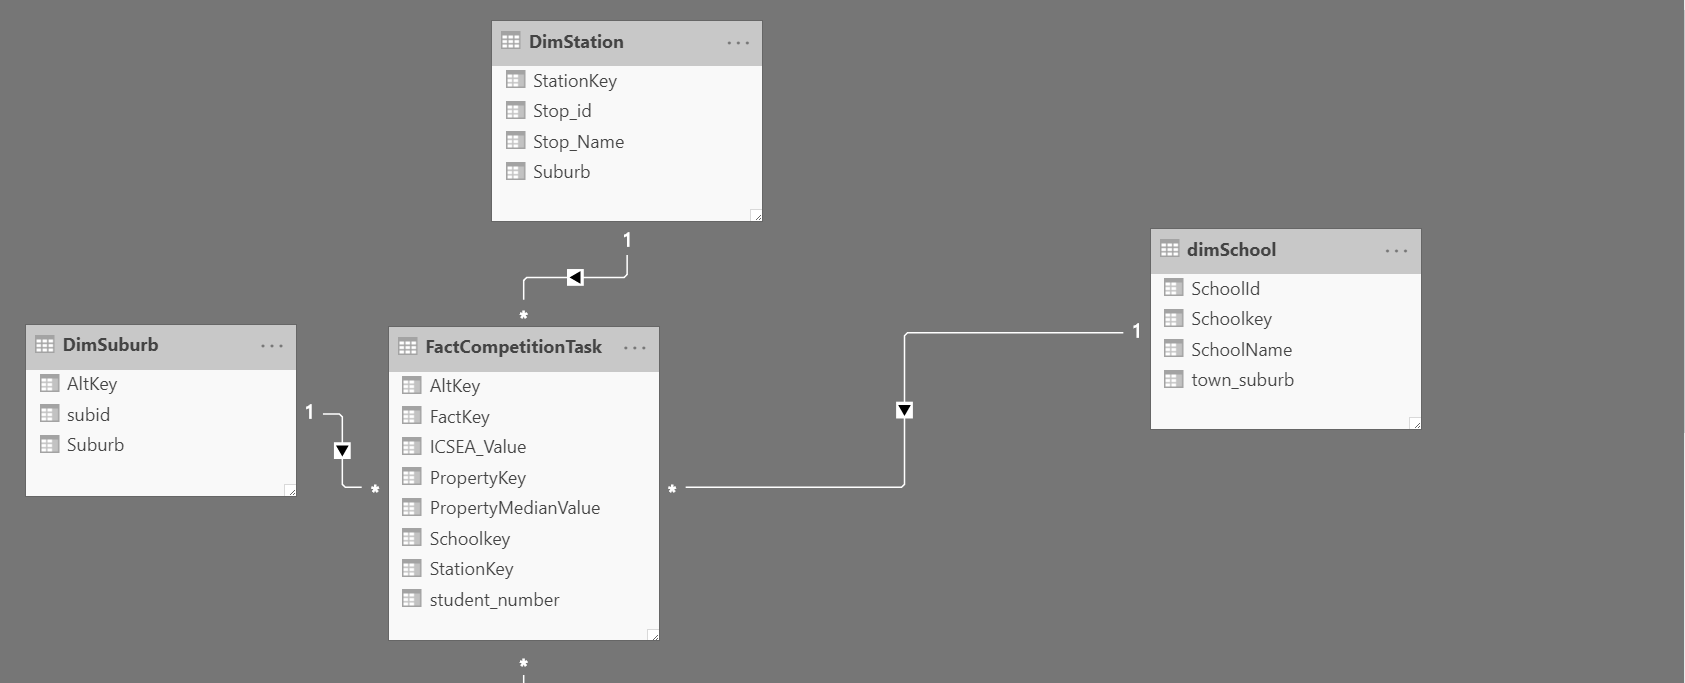 DimStation
StationKey
Stop_id
Stop_Name
Suburb
1
*
DimSuburb
AltKey
subid
Suburb
1
*
FactCompetitionTask
AltKey
FactKey
ICSEA_Value
PropertyKey
PropertyMedianValue
Schoolkey
StationKey
student_number
*
*
1
dimSchool
SchoolId
Schoolkey
SchoolName
town_suburb